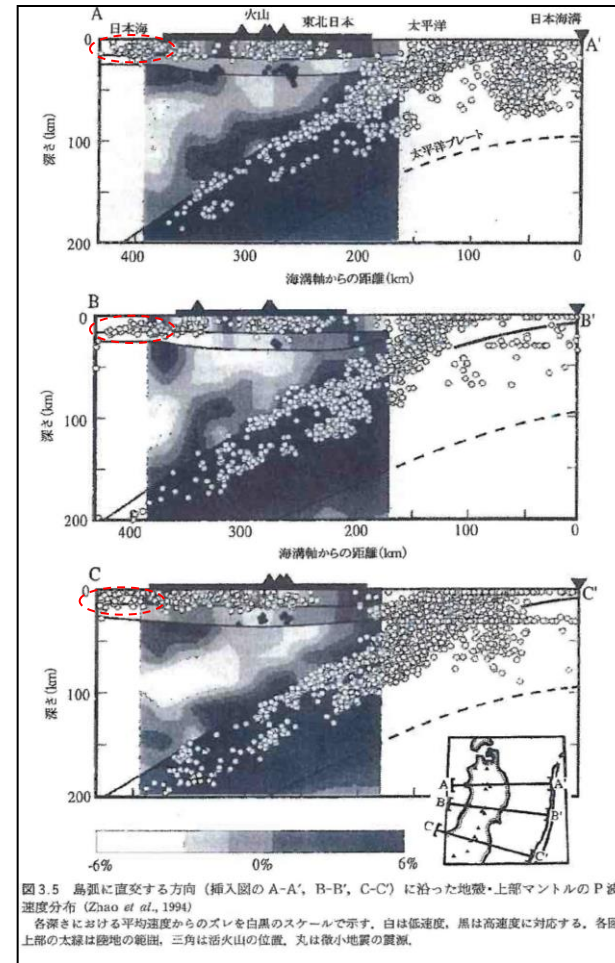 日本海 火山 東北日本 太平洋 日本海溝
A A'
0
100
200
深さ(km)
太平洋プレート
400 300 200 100 0
海溝軸からの距離(km)
B B'
0
100
200
深さ(km)
400 300 200 100 0
海溝軸からの距離(km)
C C'
0
100
200
深さ(km)
A A'
B B'
C C'
-6% 0% 6%
図3.5 島弧に直交する方向(挿入図の A-A', B-B', C-C')に沿った地殻・上部マントルの P 波
速度分布 (Zhao et al., 1994)
各深さにおける平均速度からのズレを白黒のスケールで示す.白は低速度,黒は高速度に対応する.各図
上部の太線は陸地の範囲,三角は活火山の位置.丸は微小地震の震源.